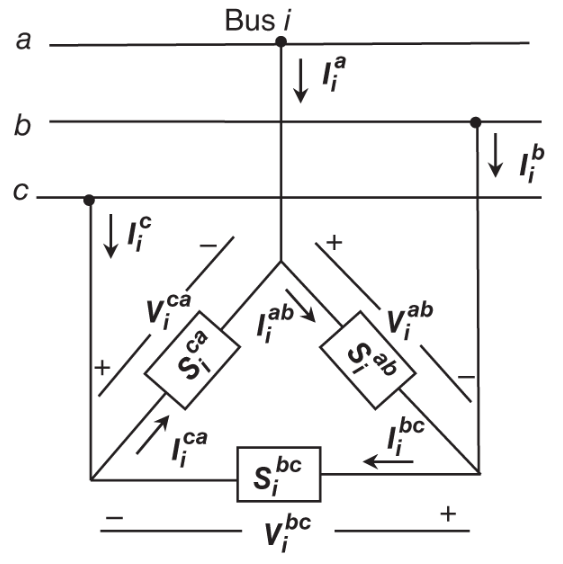 Bus i
a
I_i^a
b
I_i^b
c
I_i^c
− +
V_i^ca I_i^ab V_i^ab
S_i^ca S_i^ab
+ −
I_i^ca I_i^bc
S_i^bc
− V_i^bc +